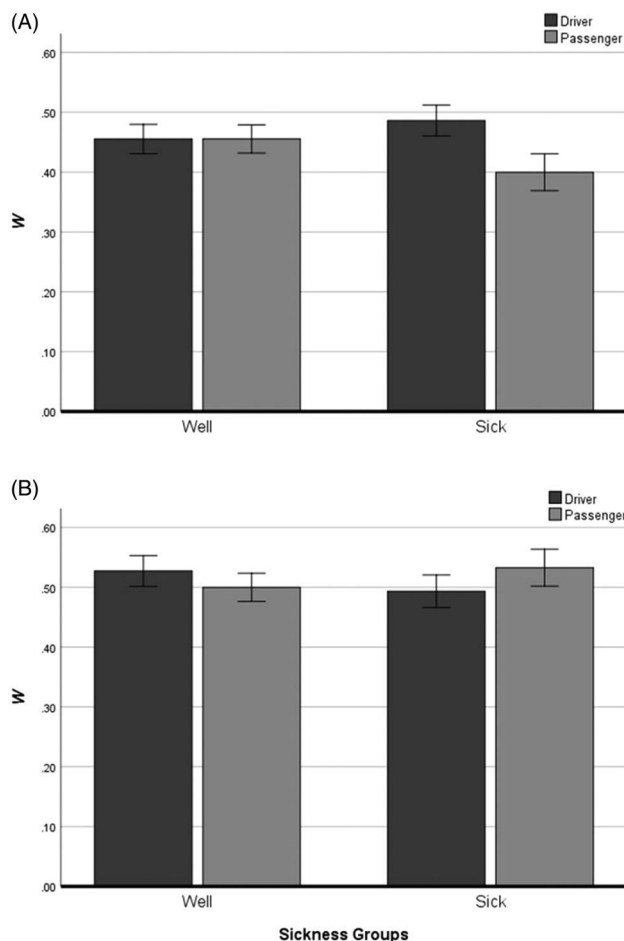 (A)
Driver
Passenger
.60
.50
.40
.30
.20
.10
.00
W
Well Sick
(B)
Driver
Passenger
.60
.50
.40
.30
.20
.10
.00
W
Well Sick
Sickness Groups